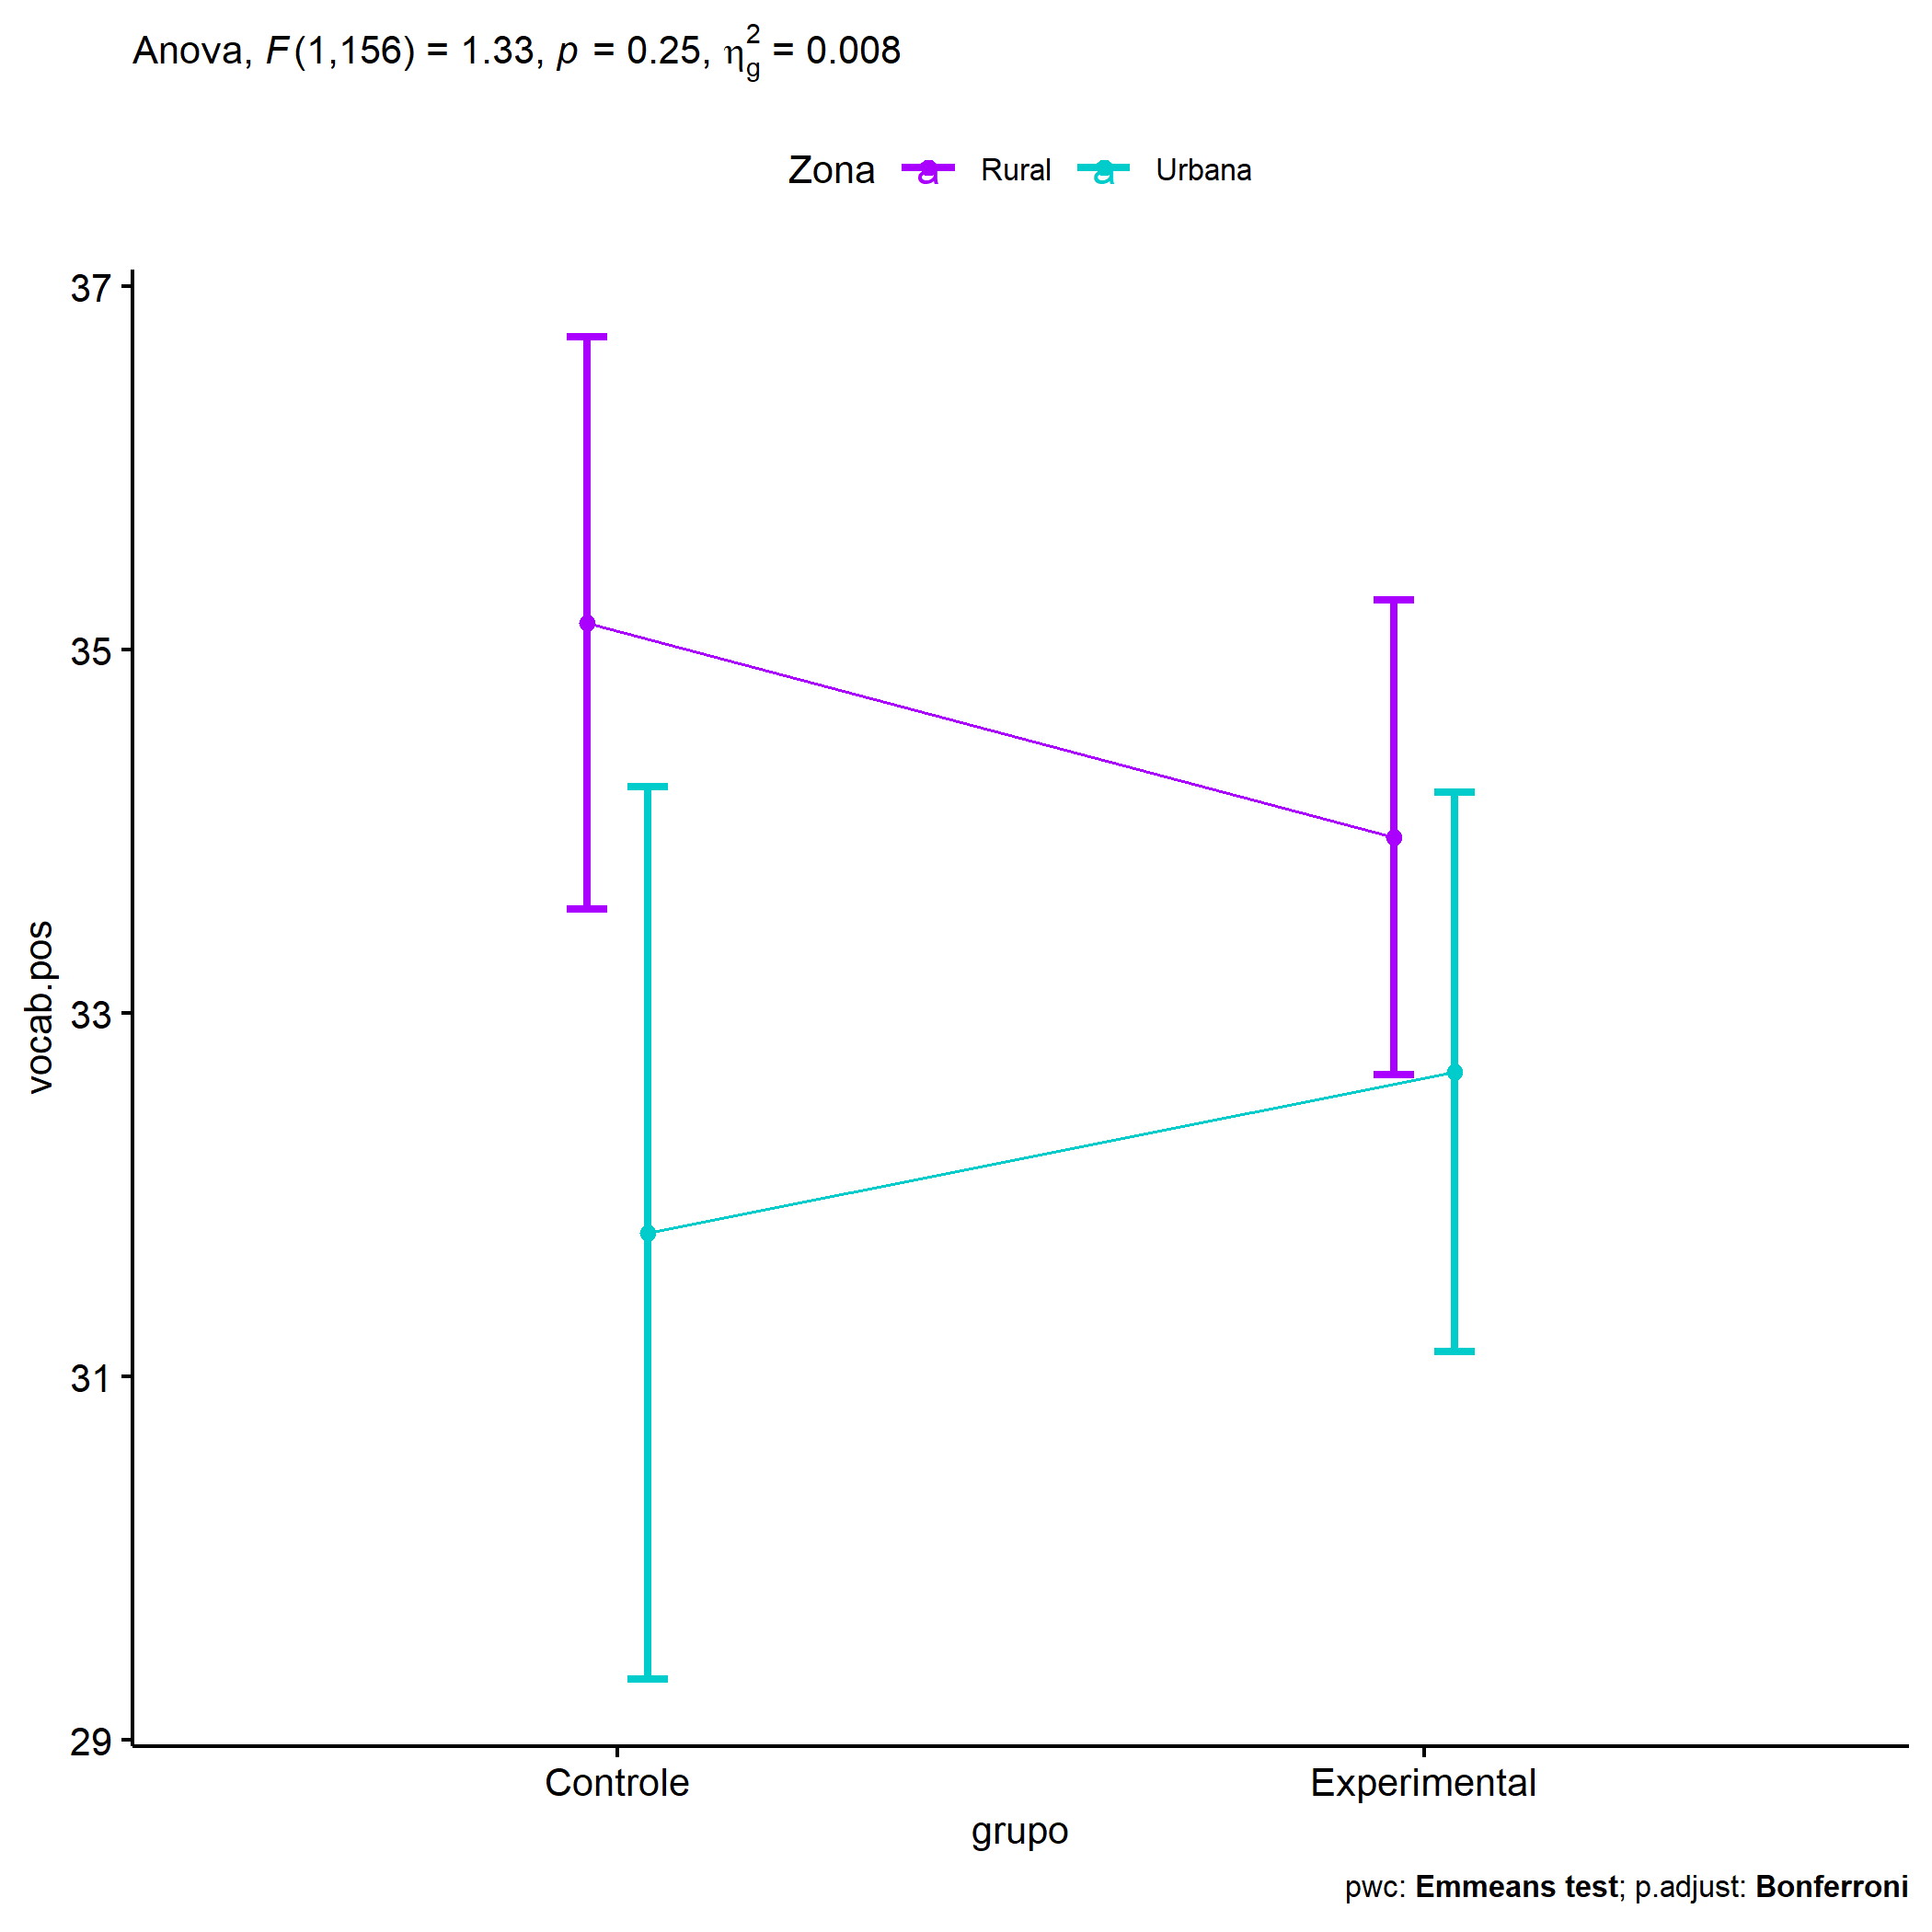 Anova, F(1,156) = 1.33, p = 0.25, η²g = 0.008
Zona a Rural a Urbana
37
35
33
31
29
vocab.pos
Controle Experimental
grupo
pwc: Emmeans test; p.adjust: Bonferroni